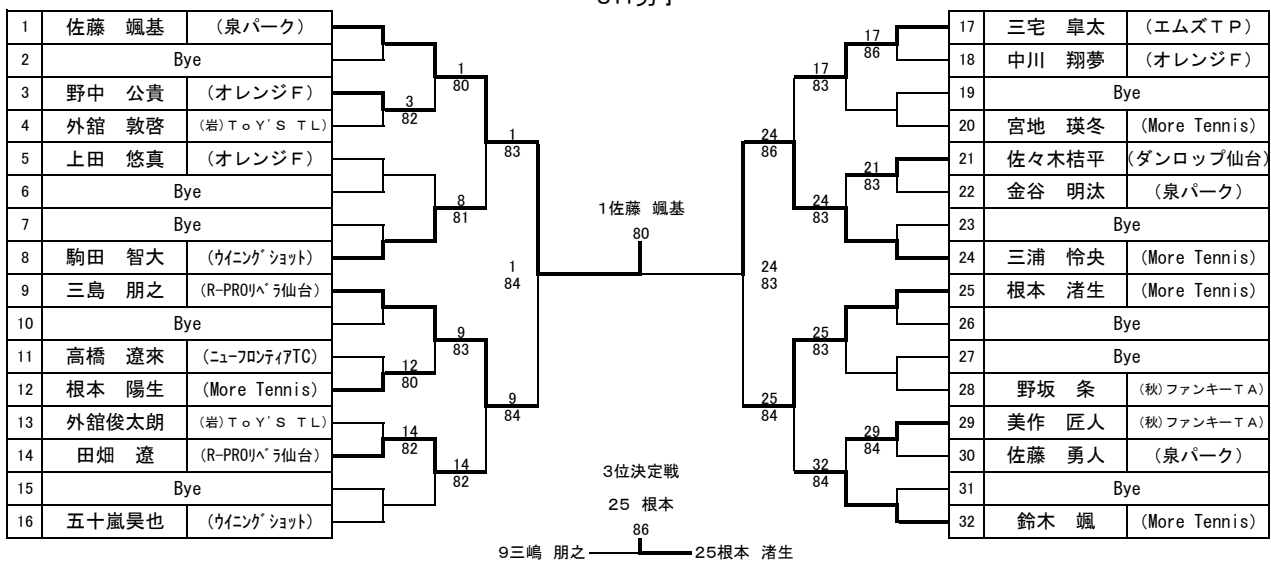 1 佐藤 颯基 (泉パーク)
2 Bye
3 野中 公貴 (オレンジF)
4 外舘 敦啓 (岩)ToY'S TL)
5 上田 悠真 (オレンジF)
6 Bye
7 Bye
8 駒田 智大 (ウイニングショット)
9 三島 朋之 (R-PROリベラ仙台)
10 Bye
11 高橋 遼來 (ニューフロンティアTC)
12 根本 陽生 (More Tennis)
13 外舘俊太朗 (岩)ToY'S TL)
14 田畑 遼 (R-PROリベラ仙台)
15 Bye
16 五十嵐昊也 (ウイニングショット)
3
82
12
80
14
82
1
80
8
81
9
83
14
82
1
83
9
84
1
84
1佐藤 颯基
80
24
83
24
86
25
84
17
83
24
83
25
83
32
84
17
86
21
83
29
84
17 三宅 皐太 (エムズTP)
18 中川 翔夢 (オレンジF)
19 Bye
20 宮地 瑛冬 (More Tennis)
21 佐々木桔平 (ダンロップ仙台)
22 金谷 明汰 (泉パーク)
23 Bye
24 三浦 怜央 (More Tennis)
25 根本 渚生 (More Tennis)
26 Bye
27 Bye
28 野坂 条 (秋)ファンキーTA)
29 美作 匠人 (秋)ファンキーTA)
30 佐藤 勇人 (泉パーク)
31 Bye
32 鈴木 颯 (More Tennis)
3位決定戦
25 根本
86
9三嶋 朋之 25根本 渚生